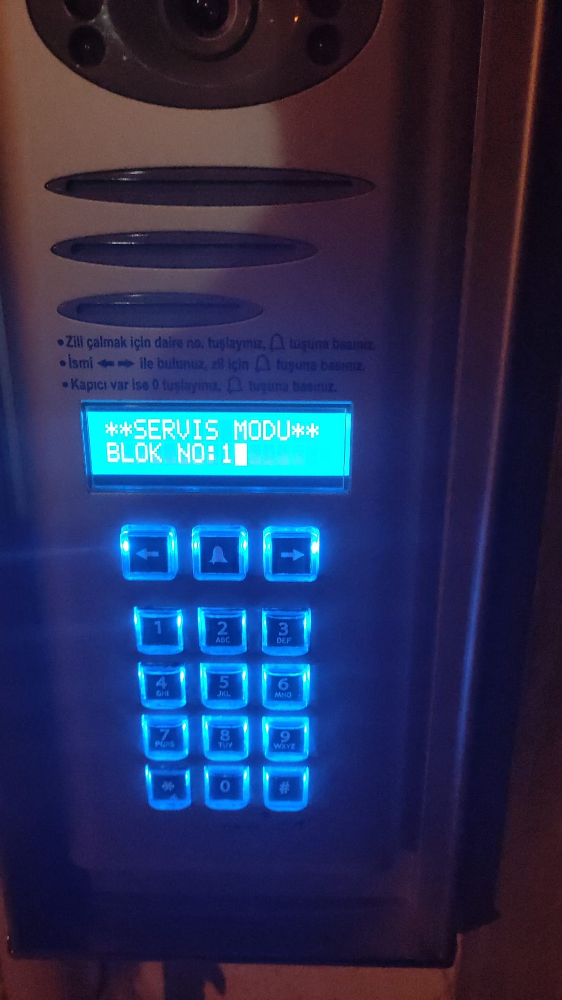 •Zili çalmak için daire no. tuşlayınız, tuşuna basınız.
•İsmi ile bulunuz, zil için tuşuna basınız.
•Kapıcı var ise 0 tuşlayınız, tuşuna basınız.
**SERVIS MODU**
BLOK NO:1
1 2 ABC 3 DEF
4 GHI 5 JKL 6 MNO
7 PQRS 8 TUV 9 WXYZ
* 0 #